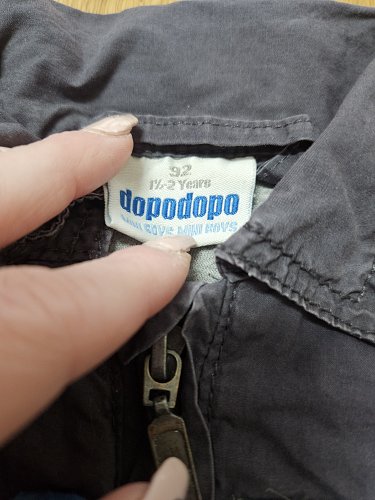 92
1½-2 Years
dopodopo
MINI BOYS MINI BOYS